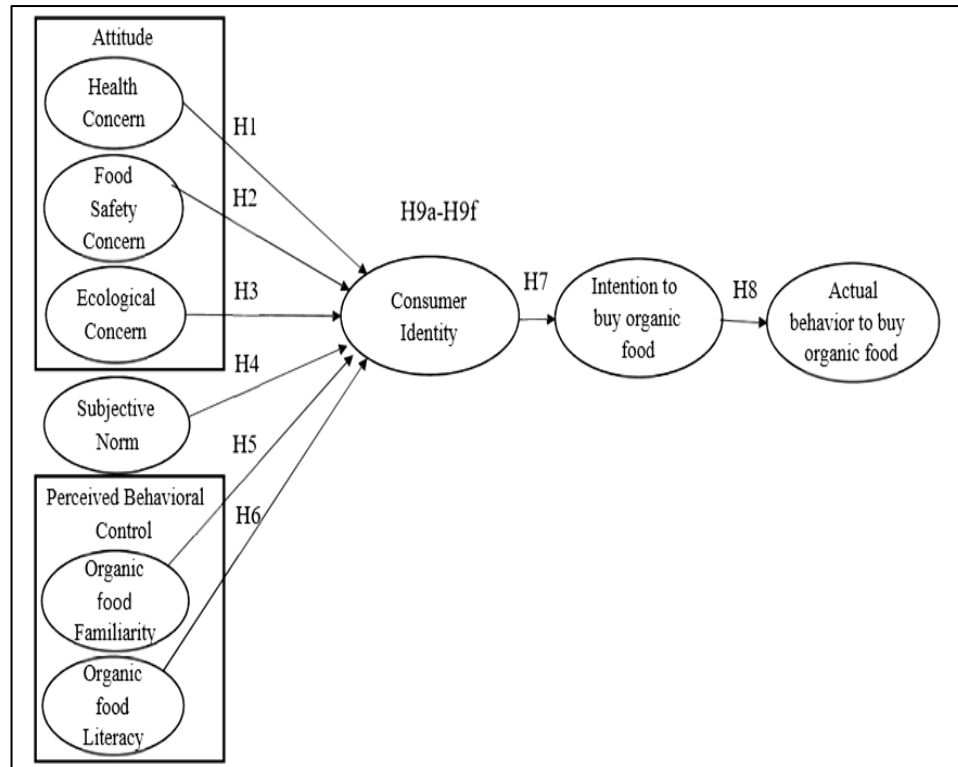 Attitude
Health
Concern
H1
Food
Safety
Concern
H2
Ecological
Concern
H3
H9a-H9f
Consumer
Identity
H7
Intention to
buy organic
food
H8
Actual
behavior to buy
organic food
H4
Subjective
Norm
H5
Perceived Behavioral
Control
H6
Organic
food
Familiarity
Organic
food
Literacy